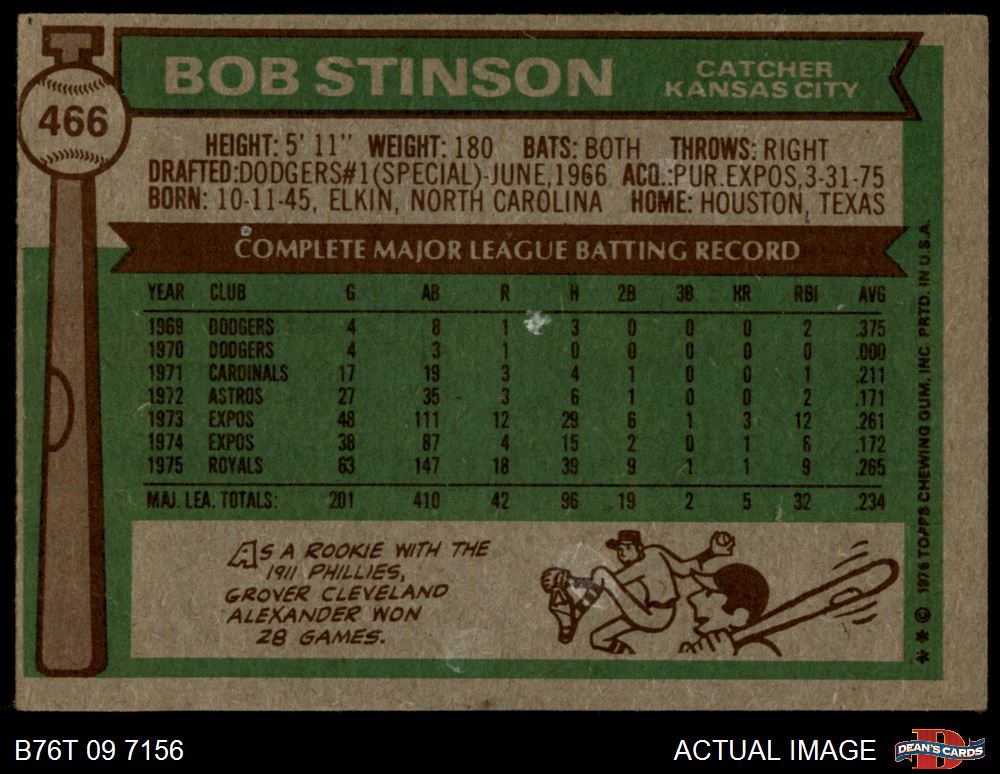 466
BOB STINSON
CATCHER
KANSAS CITY
HEIGHT: 5' 11" WEIGHT: 180 BATS: BOTH THROWS: RIGHT
DRAFTED:DODGERS#1(SPECIAL)-JUNE,1966 ACQ.:PUR.EXPOS,3-31-75
BORN: 10-11-45, ELKIN, NORTH CAROLINA HOME: HOUSTON, TEXAS
COMPLETE MAJOR LEAGUE BATTING RECORD
YEAR CLUB G AB R H 2B 3B HR RBI AVG
1969 DODGERS 4 8 1 3 0 0 0 2 .375
1970 DODGERS 4 3 1 0 0 0 0 0 .000
1971 CARDINALS 17 19 3 4 1 0 0 1 .211
1972 ASTROS 27 35 3 6 1 0 0 2 .171
1973 EXPOS 48 111 12 29 6 1 3 12 .261
1974 EXPOS 38 87 4 15 2 0 1 6 .172
1975 ROYALS 63 147 18 39 9 1 1 9 .265
MAJ. LEA. TOTALS: 201 410 42 96 19 2 5 32 .234
AS A ROOKIE WITH THE
1911 PHILLIES,
GROVER CLEVELAND
ALEXANDER WON
28 GAMES.
** © 1976 TOPPS CHEWING GUM, INC. PRTD. IN U.S.A.
B76T 09 7156
ACTUAL IMAGE
D
DEAN'S CARDS